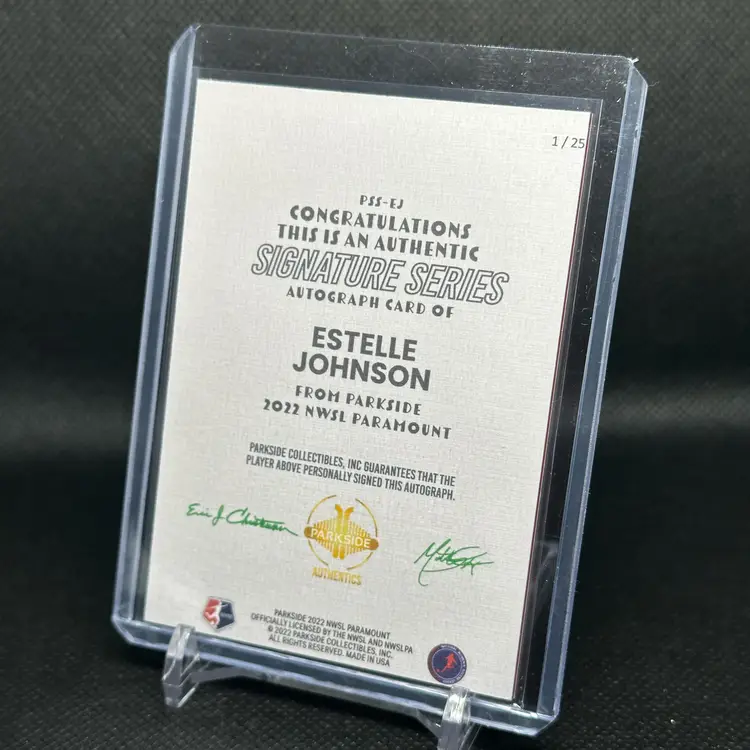 1 / 25
PSS-EJ
CONGRATULATIONS
THIS IS AN AUTHENTIC
SIGNATURE SERIES
AUTOGRAPH CARD OF
ESTELLE
JOHNSON
FROM PARKSIDE
2022 NWSL PARAMOUNT
PARKSIDE COLLECTIBLES, INC GUARANTEES THAT THE
PLAYER ABOVE PERSONALLY SIGNED THIS AUTOGRAPH.
PARKSIDE
AUTHENTICS
PARKSIDE 2022 NWSL PARAMOUNT
OFFICIALLY LICENSED BY THE NWSL AND NWSLPA
© 2022 PARKSIDE COLLECTIBLES, INC.
ALL RIGHTS RESERVED. MADE IN USA